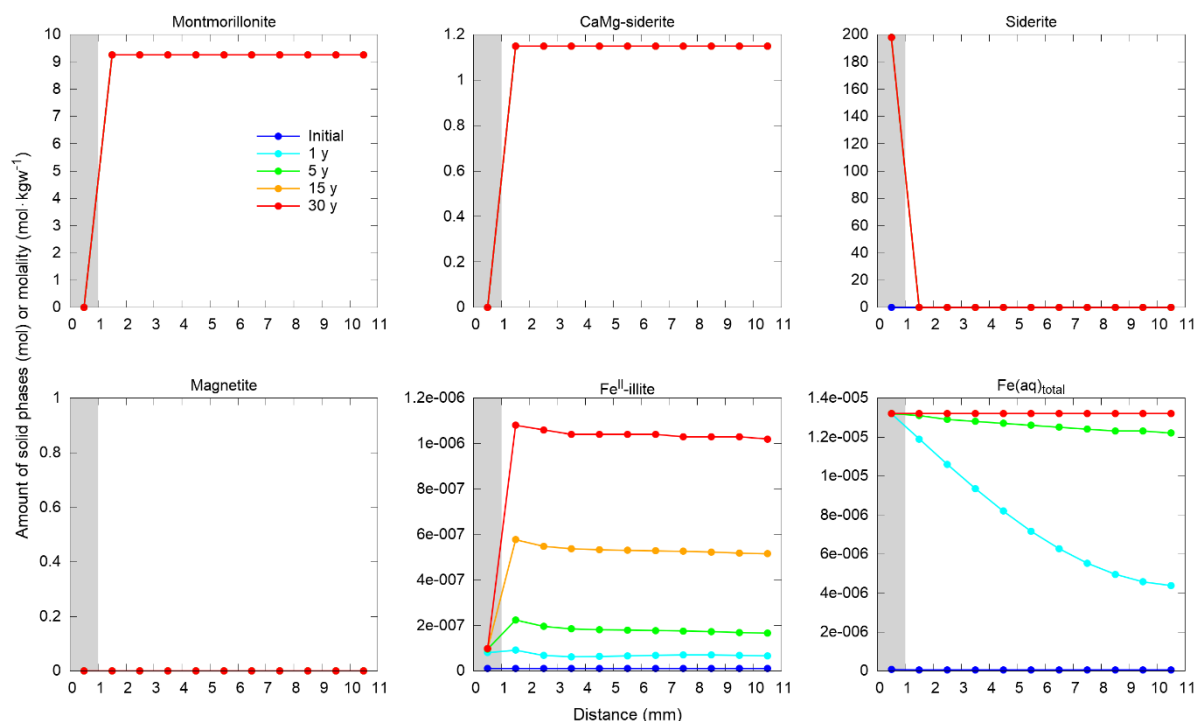 Montmorillonite
CaMg-siderite
Siderite
10
9
8
7
6
5
4
3
2
1
0
0 1 2 3 4 5 6 7 8 9 10 11
Initial
1 y
5 y
15 y
30 y
1.2
1
0.8
0.6
0.4
0.2
0
0 1 2 3 4 5 6 7 8 9 10 11
200
180
160
140
120
100
80
60
40
20
0
0 1 2 3 4 5 6 7 8 9 10 11
Amount of solid phases (mol) or molality (mol·kgw⁻¹)
Magnetite
Feᴵᴵ-illite
Fe(aq)total
1
0.8
0.6
0.4
0.2
0
0 1 2 3 4 5 6 7 8 9 10 11
1.2e-006
1e-006
8e-007
6e-007
4e-007
2e-007
0
0 1 2 3 4 5 6 7 8 9 10 11
1.4e-005
1.2e-005
1e-005
8e-006
6e-006
4e-006
2e-006
0
0 1 2 3 4 5 6 7 8 9 10 11
Distance (mm)